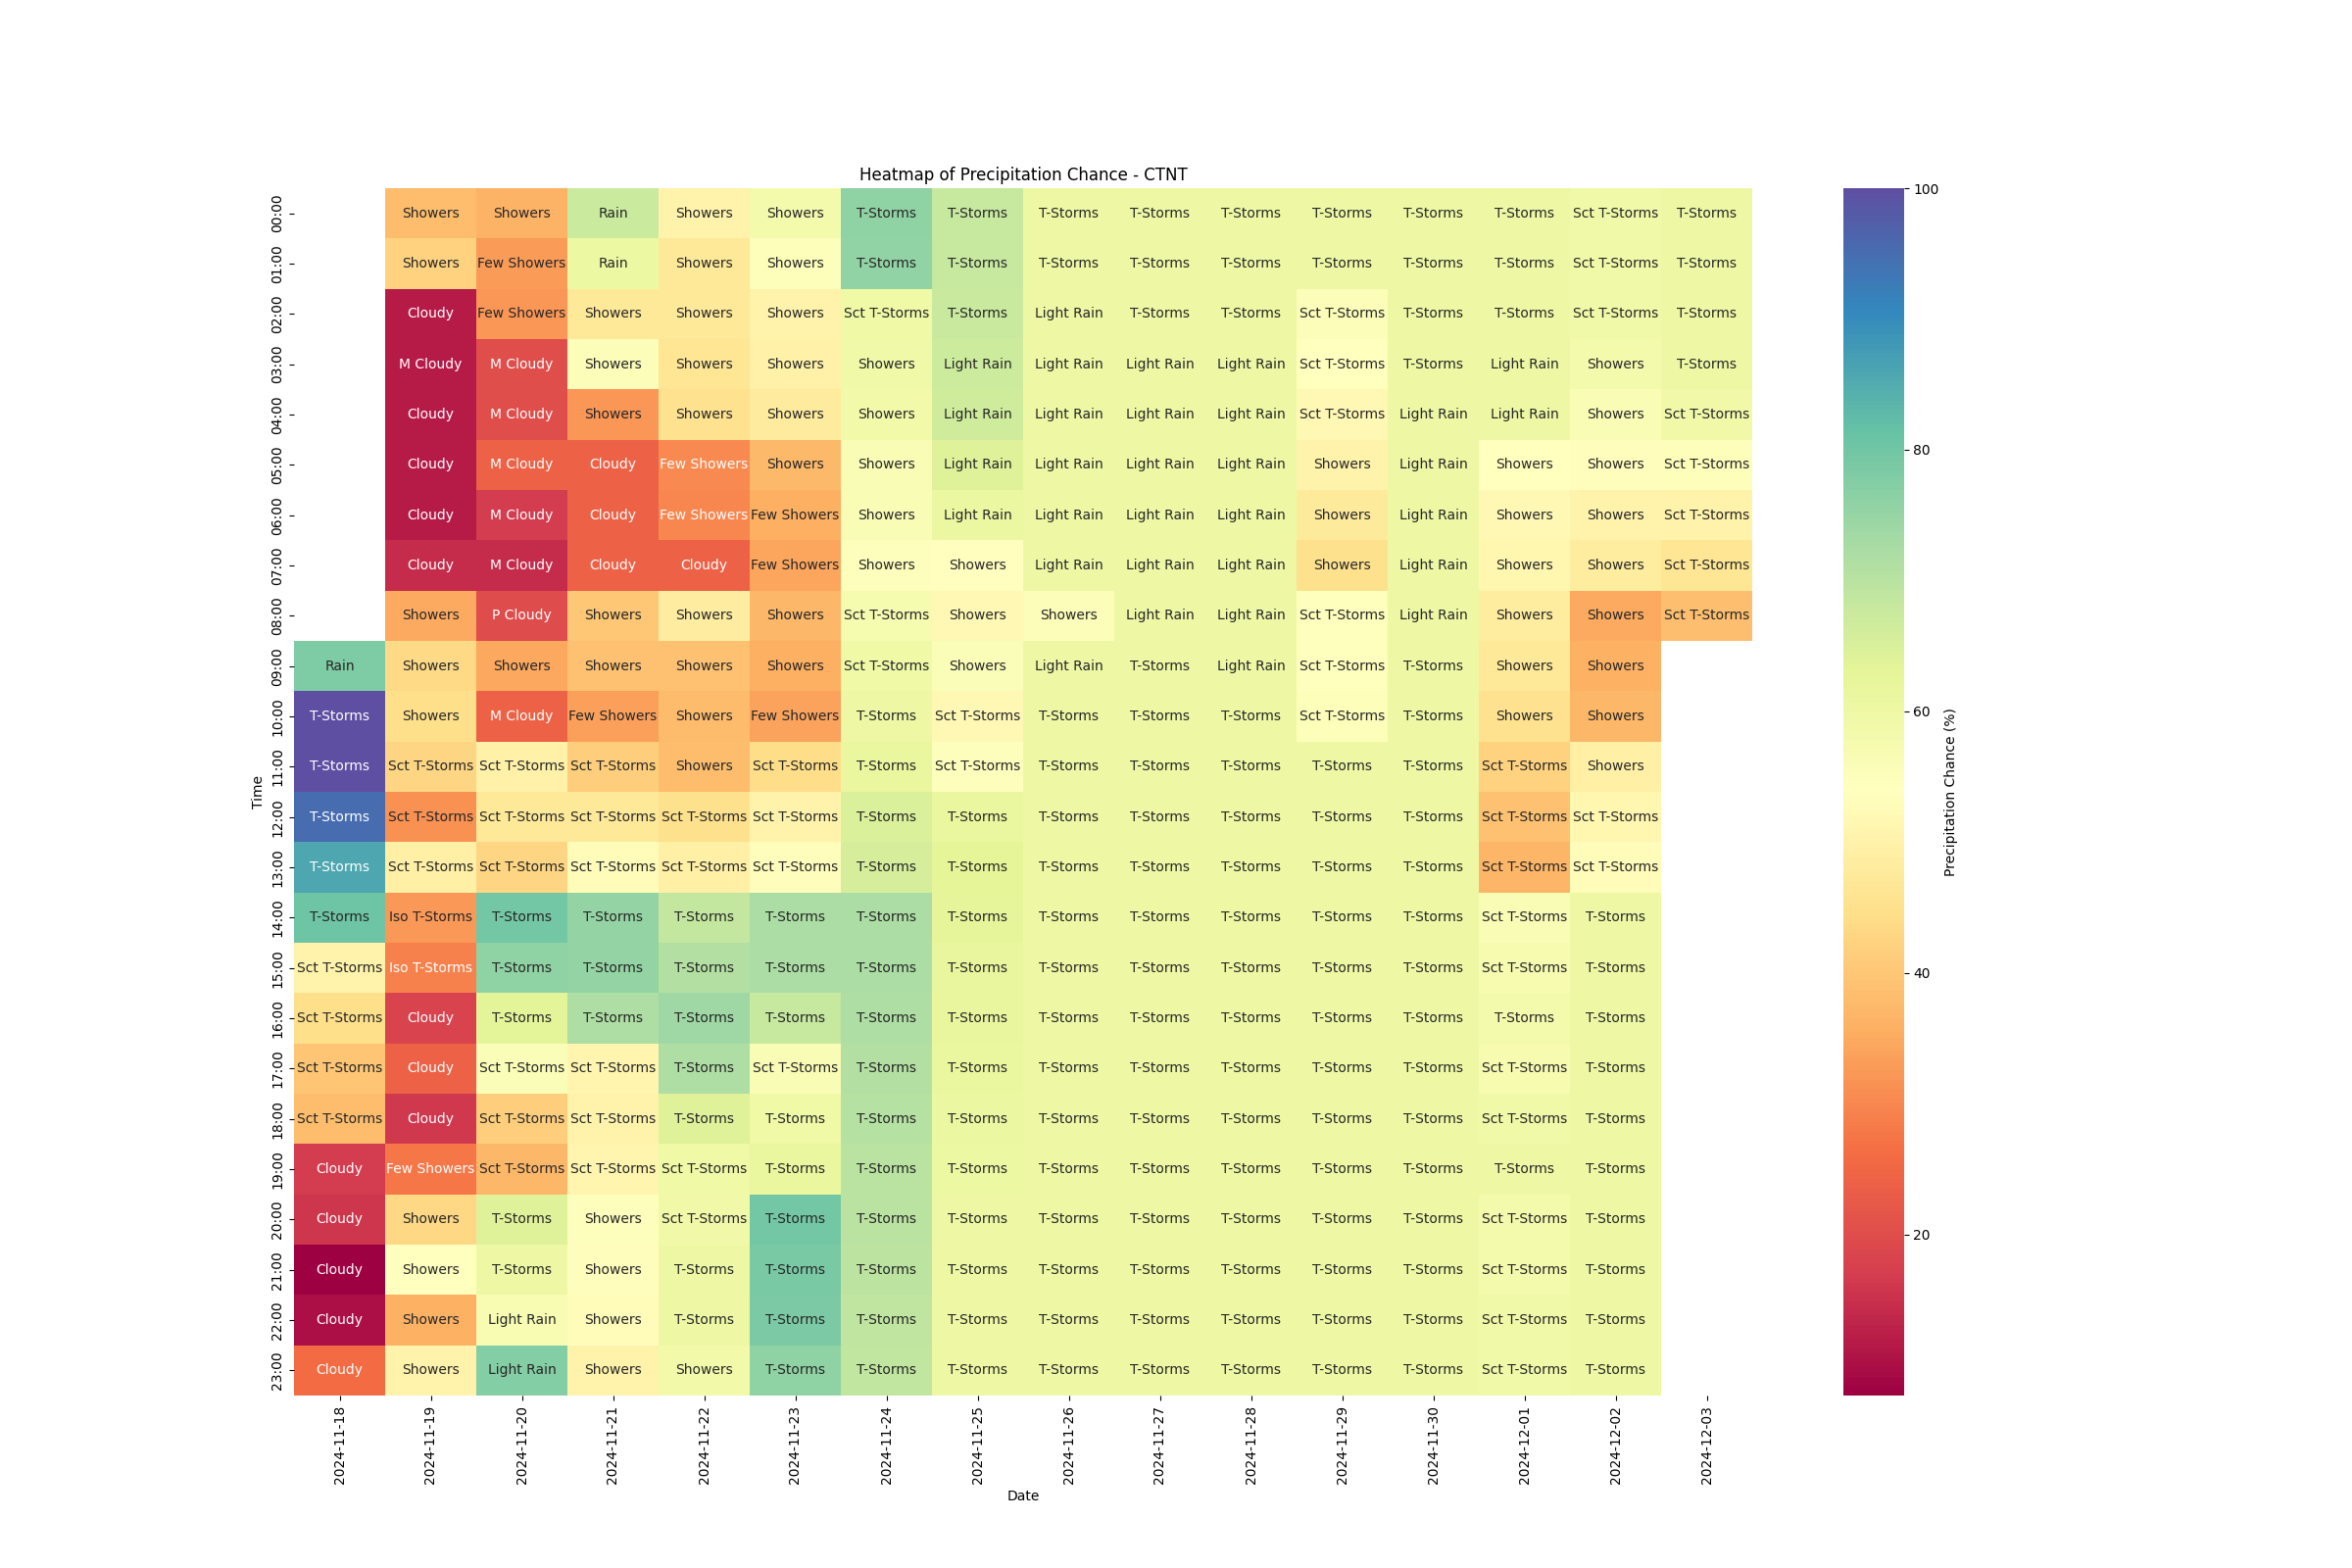 Heatmap of Precipitation Chance - CTNT
00:00 Showers Showers Rain Showers Showers T-Storms T-Storms T-Storms T-Storms T-Storms T-Storms T-Storms T-Storms Sct T-Storms T-Storms
01:00 Showers Few Showers Rain Showers Showers T-Storms T-Storms T-Storms T-Storms T-Storms T-Storms T-Storms T-Storms Sct T-Storms T-Storms
02:00 Cloudy Few Showers Showers Showers Showers Sct T-Storms T-Storms Light Rain T-Storms T-Storms Sct T-Storms T-Storms T-Storms Sct T-Storms T-Storms
03:00 M Cloudy M Cloudy Showers Showers Showers Showers Light Rain Light Rain Light Rain Light Rain Sct T-Storms T-Storms Light Rain Showers T-Storms
04:00 Cloudy M Cloudy Showers Showers Showers Showers Light Rain Light Rain Light Rain Light Rain Sct T-Storms Light Rain Light Rain Showers Sct T-Storms
05:00 Cloudy M Cloudy Cloudy Few Showers Showers Showers Light Rain Light Rain Light Rain Light Rain Showers Light Rain Showers Showers Sct T-Storms
06:00 Cloudy M Cloudy Cloudy Few Showers Few Showers Showers Light Rain Light Rain Light Rain Light Rain Showers Light Rain Showers Showers Sct T-Storms
07:00 Cloudy M Cloudy Cloudy Cloudy Few Showers Showers Showers Light Rain Light Rain Light Rain Showers Light Rain Showers Showers Sct T-Storms
08:00 Showers P Cloudy Showers Showers Showers Sct T-Storms Showers Showers Light Rain Light Rain Sct T-Storms Light Rain Showers Showers Sct T-Storms
09:00 Rain Showers Showers Showers Showers Showers Sct T-Storms Showers Light Rain T-Storms Light Rain Sct T-Storms T-Storms Showers Showers
10:00 T-Storms Showers M Cloudy Few Showers Showers Few Showers T-Storms Sct T-Storms T-Storms T-Storms T-Storms Sct T-Storms T-Storms Showers Showers
11:00 T-Storms Sct T-Storms Sct T-Storms Sct T-Storms Showers Sct T-Storms T-Storms Sct T-Storms T-Storms T-Storms T-Storms T-Storms T-Storms Sct T-Storms Showers
12:00 T-Storms Sct T-Storms Sct T-Storms Sct T-Storms Sct T-Storms Sct T-Storms T-Storms T-Storms T-Storms T-Storms T-Storms T-Storms T-Storms Sct T-Storms Sct T-Storms
13:00 T-Storms Sct T-Storms Sct T-Storms Sct T-Storms Sct T-Storms Sct T-Storms T-Storms T-Storms T-Storms T-Storms T-Storms T-Storms T-Storms Sct T-Storms Sct T-Storms
14:00 T-Storms Iso T-Storms T-Storms T-Storms T-Storms T-Storms T-Storms T-Storms T-Storms T-Storms T-Storms T-Storms T-Storms Sct T-Storms T-Storms
15:00 Sct T-Storms Iso T-Storms T-Storms T-Storms T-Storms T-Storms T-Storms T-Storms T-Storms T-Storms T-Storms T-Storms T-Storms Sct T-Storms T-Storms
16:00 Sct T-Storms Cloudy T-Storms T-Storms T-Storms T-Storms T-Storms T-Storms T-Storms T-Storms T-Storms T-Storms T-Storms T-Storms T-Storms
17:00 Sct T-Storms Cloudy Sct T-Storms Sct T-Storms T-Storms Sct T-Storms T-Storms T-Storms T-Storms T-Storms T-Storms T-Storms T-Storms Sct T-Storms T-Storms
18:00 Sct T-Storms Cloudy Sct T-Storms Sct T-Storms T-Storms T-Storms T-Storms T-Storms T-Storms T-Storms T-Storms T-Storms T-Storms Sct T-Storms T-Storms
19:00 Cloudy Few Showers Sct T-Storms Sct T-Storms Sct T-Storms T-Storms T-Storms T-Storms T-Storms T-Storms T-Storms T-Storms T-Storms T-Storms T-Storms
20:00 Cloudy Showers T-Storms Showers Sct T-Storms T-Storms T-Storms T-Storms T-Storms T-Storms T-Storms T-Storms T-Storms Sct T-Storms T-Storms
21:00 Cloudy Showers T-Storms Showers T-Storms T-Storms T-Storms T-Storms T-Storms T-Storms T-Storms T-Storms T-Storms Sct T-Storms T-Storms
22:00 Cloudy Showers Light Rain Showers T-Storms T-Storms T-Storms T-Storms T-Storms T-Storms T-Storms T-Storms T-Storms Sct T-Storms T-Storms
23:00 Cloudy Showers Light Rain Showers Showers T-Storms T-Storms T-Storms T-Storms T-Storms T-Storms T-Storms T-Storms Sct T-Storms T-Storms
2024-11-18 2024-11-19 2024-11-20 2024-11-21 2024-11-22 2024-11-23 2024-11-24 2024-11-25 2024-11-26 2024-11-27 2024-11-28 2024-11-29 2024-11-30 2024-12-01 2024-12-02 2024-12-03
Date
Time
100
80
60
40
20
Precipitation Chance (%)